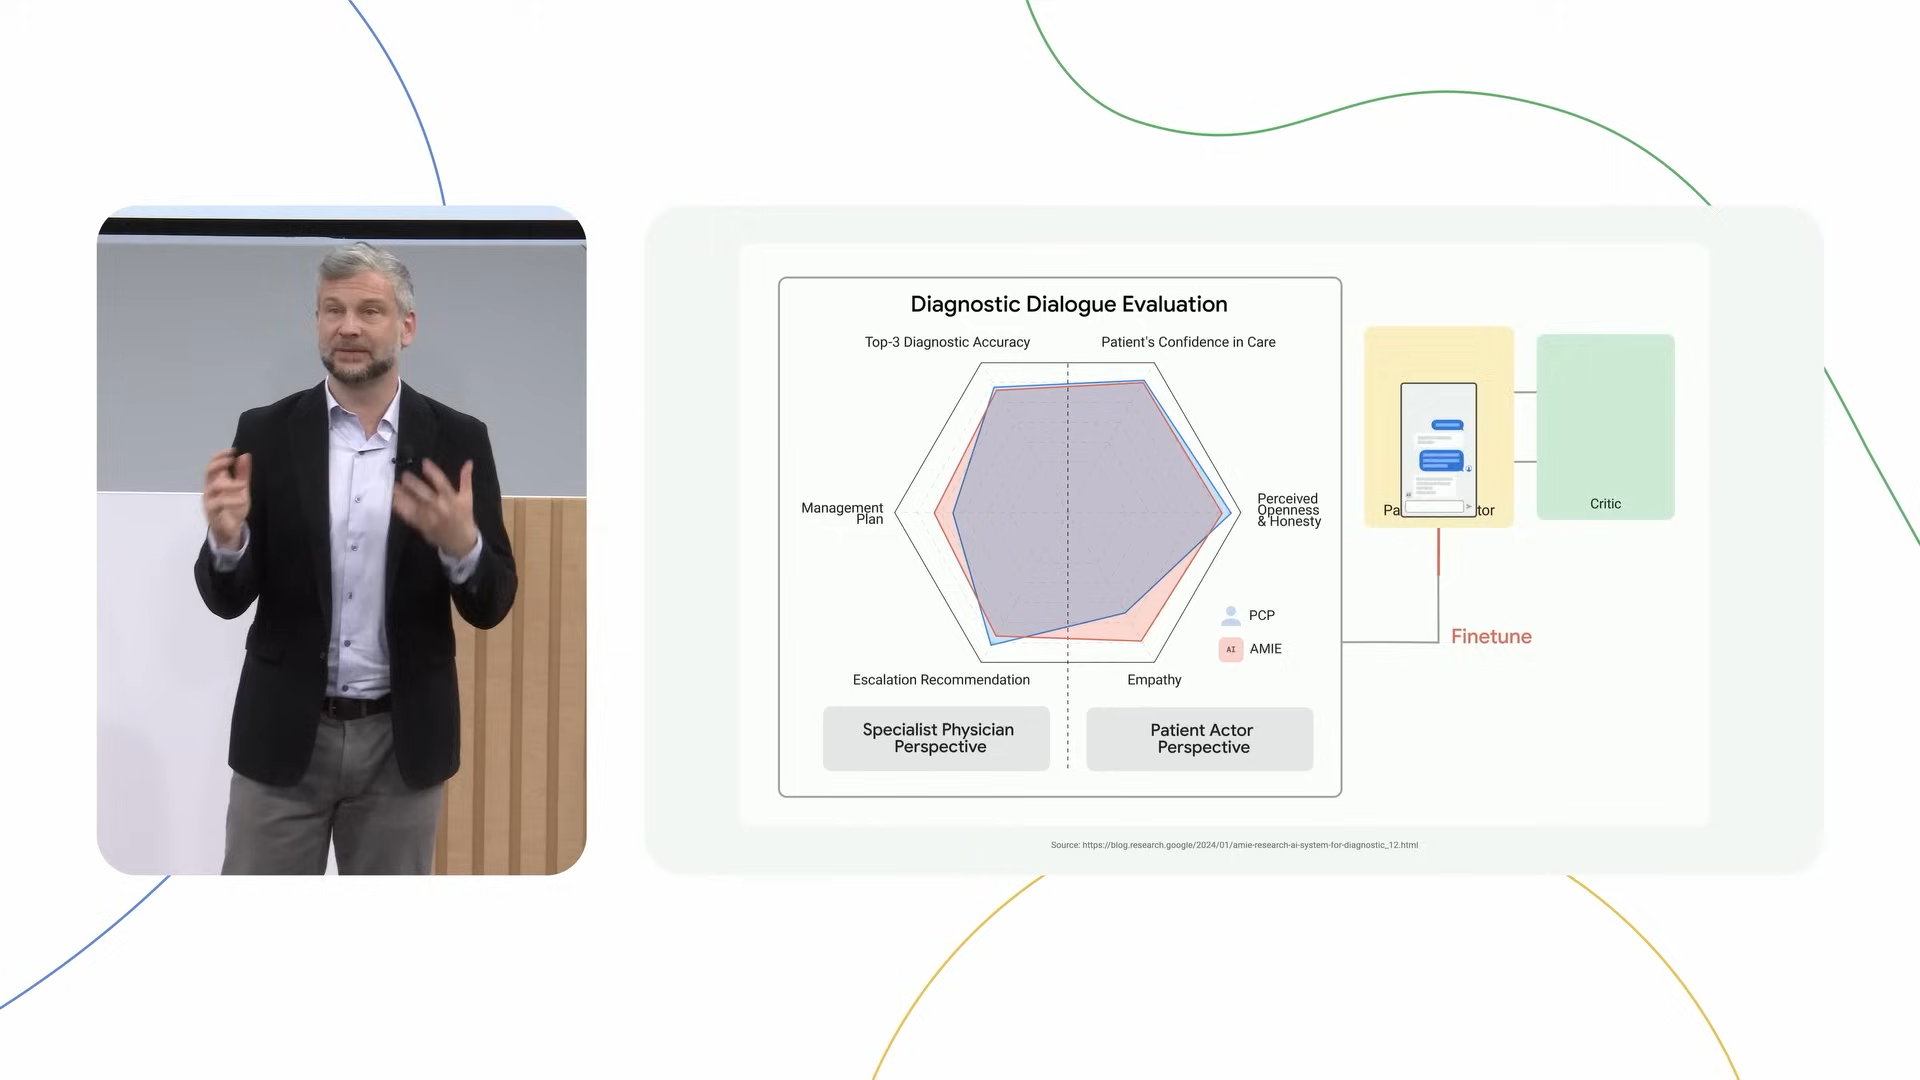 Diagnostic Dialogue Evaluation
Top-3 Diagnostic Accuracy
Patient's Confidence in Care
Management
Plan
Perceived
Openness
& Honesty
PCP
AMIE
AI
Escalation Recommendation
Empathy
Specialist Physician
Perspective
Patient Actor
Perspective
Critic
Finetune
Source: https://blog.research.google/2024/01/amie-research-ai-system-for-diagnostic_12.html